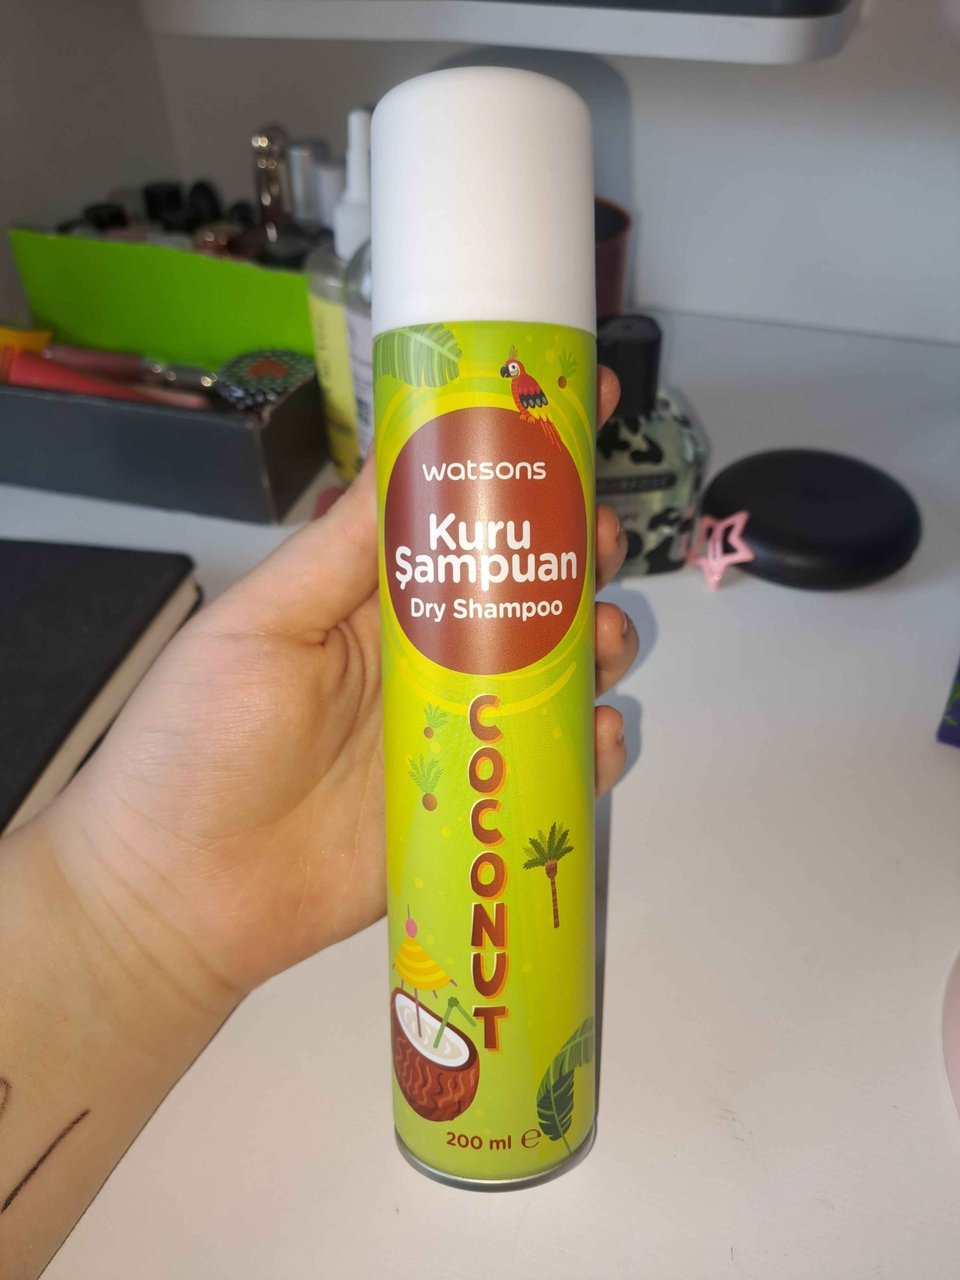 watsons
Kuru
Şampuan
Dry Shampoo
COCONUT
200 ml ℮